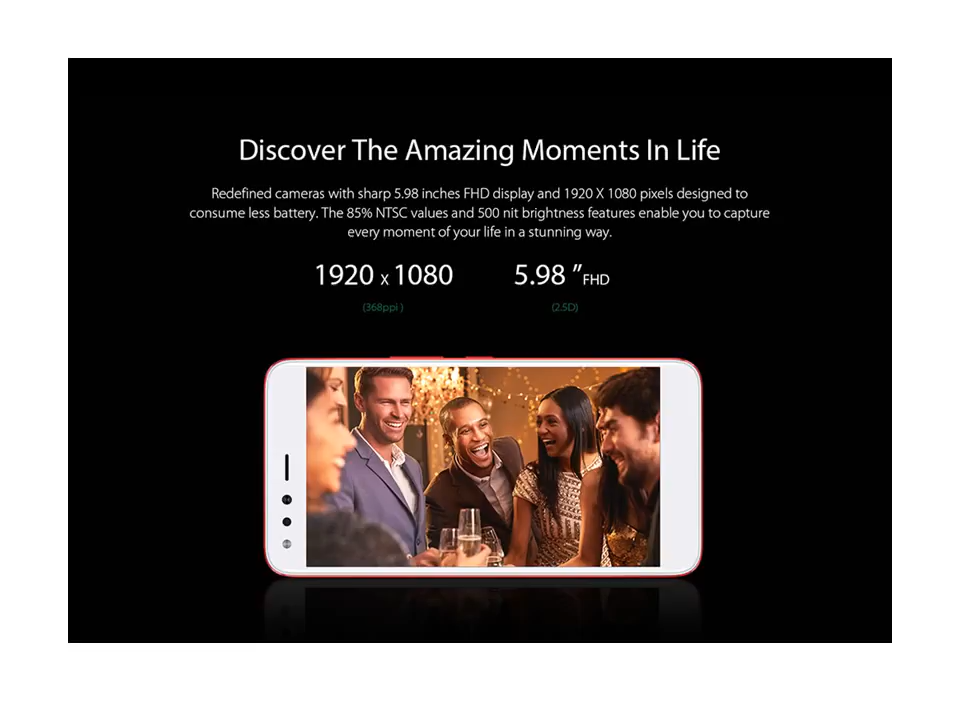 Discover The Amazing Moments In Life
Redefined cameras with sharp 5.98 inches FHD display and 1920 X 1080 pixels designed to
consume less battery. The 85% NTSC values and 500 nit brightness features enable you to capture
every moment of your life in a stunning way.
1920 x 1080 5.98 ” FHD
(368ppi ) (2.5D)